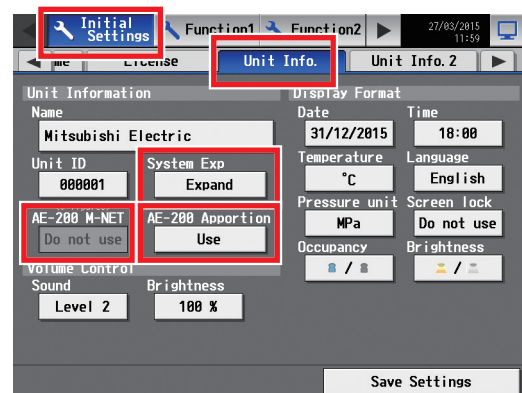 Initial Settings
Function1
Function2
27/03/2015
11:59
me
License
Unit Info.
Unit Info. 2
Unit Information
Display Format
Name
Date
Time
Mitsubishi Electric
31/12/2015
18:00
Unit ID
System Exp
Temperature
Language
000001
Expand
°C
English
Pressure unit
Screen lock
AE-200 M-NET
AE-200 Apportion
MPa
Do not use
Do not use
Use
Occupancy
Brightness
/
/
Volume Control
Sound
Brightness
Level 2
100 %
Save Settings